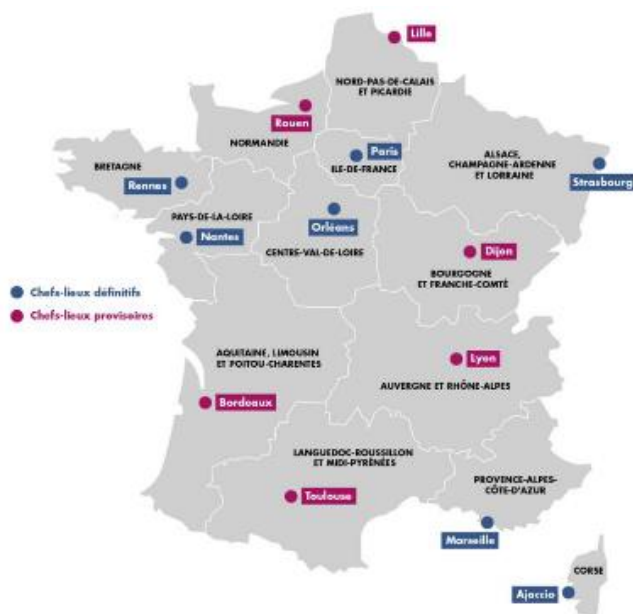 Lille
NORD-PAS-DE-CALAIS
ET PICARDIE
Rouen
NORMANDIE
Paris
ILE-DE-FRANCE
ALSACE,
CHAMPAGNE-ARDENNE
ET LORRAINE
Strasbourg
BRETAGNE
Rennes
PAYS-DE-LA-LOIRE
Nantes
Orléans
CENTRE-VAL-DE-LOIRE
Dijon
BOURGOGNE
ET FRANCHE-COMTÉ
Chefs-lieux définitifs
Chefs-lieux provisoires
AQUITAINE, LIMOUSIN
ET POITOU-CHARENTES
Lyon
AUVERGNE ET RHÔNE-ALPES
Bordeaux
LANGUEDOC-ROUSSILLON
ET MIDI-PYRÉNÉES
Toulouse
PROVENCE-ALPES-
CÔTE-D'AZUR
Marseille
CORSE
Ajaccio